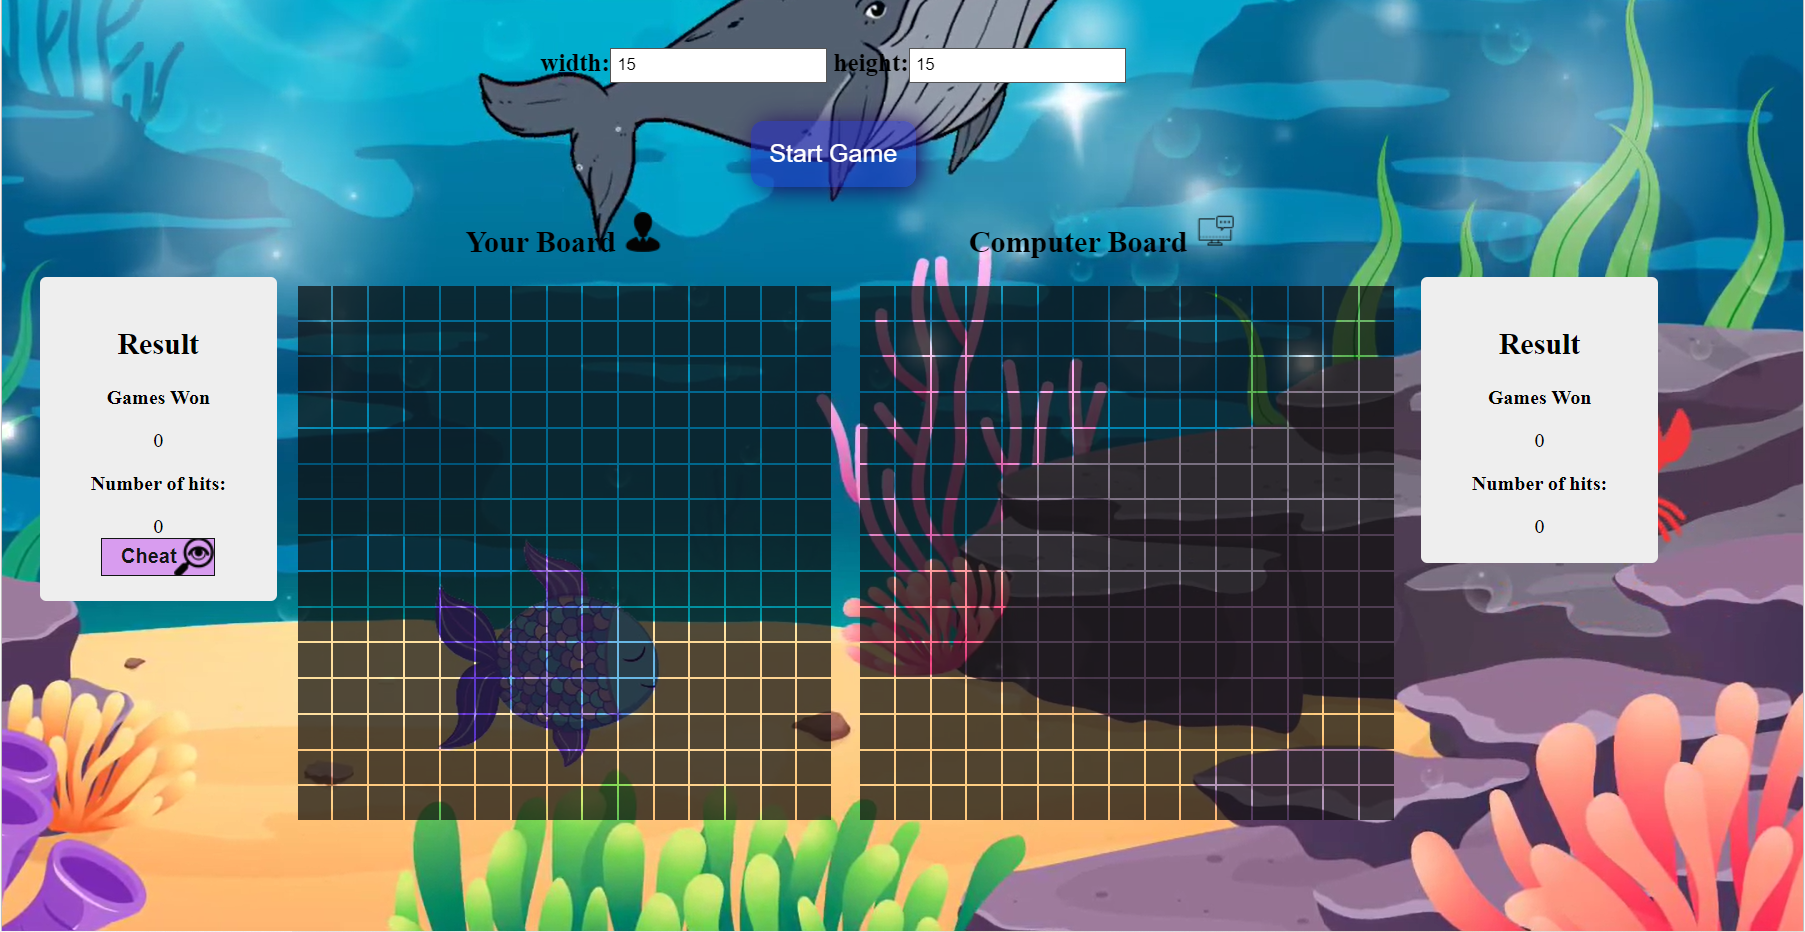 width: 15 height: 15
Start Game
Your Board
Computer Board
Result
Games Won
0
Number of hits:
0
Cheat
Result
Games Won
0
Number of hits:
0